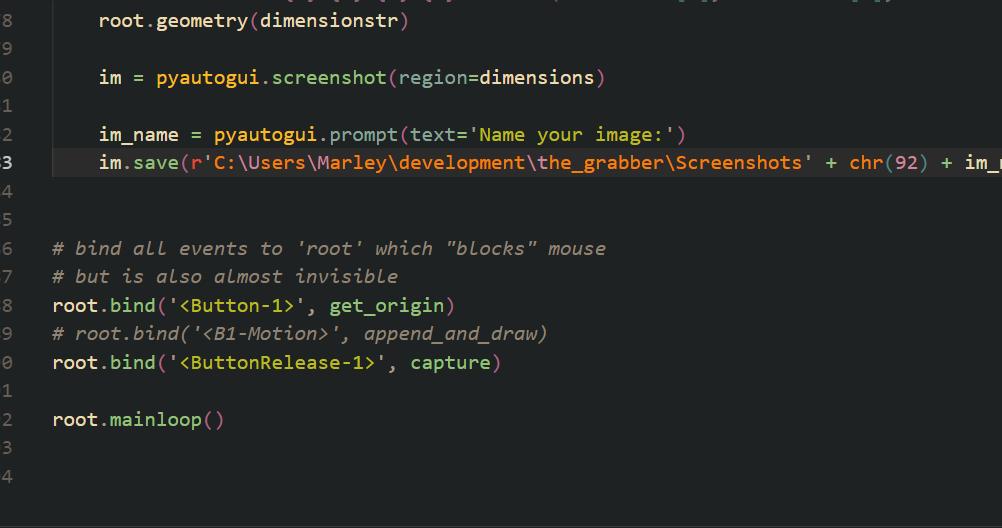 8 root.geometry(dimensionstr)
9
0 im = pyautogui.screenshot(region=dimensions)
1
2 im_name = pyautogui.prompt(text='Name your image:')
3 im.save(r'C:\Users\Marley\development\the_grabber\Screenshots' + chr(92) + im_
4
5
6 # bind all events to 'root' which "blocks" mouse
7 # but is also almost invisible
8 root.bind('<Button-1>', get_origin)
9 # root.bind('<B1-Motion>', append_and_draw)
0 root.bind('<ButtonRelease-1>', capture)
1
2 root.mainloop()
3
4